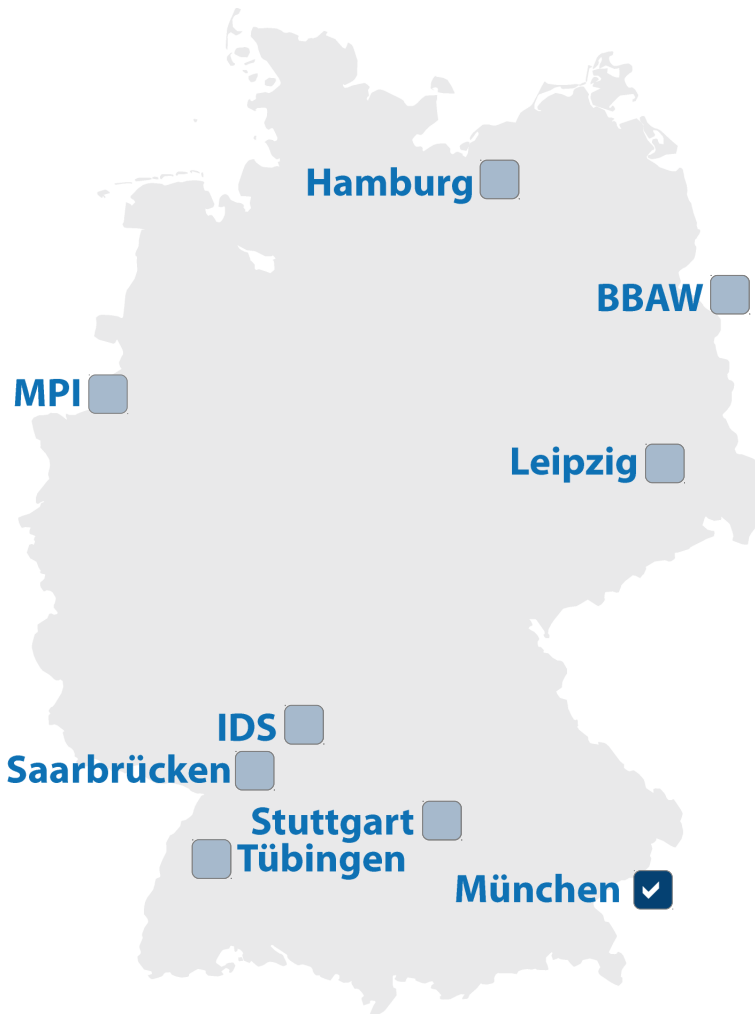 Hamburg
BBAW
MPI
Leipzig
IDS
Saarbrücken
Stuttgart
Tübingen
München